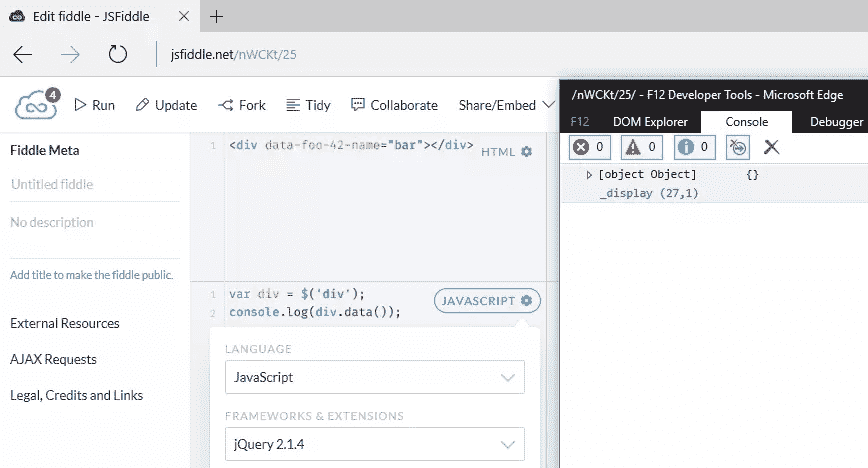 Edit fiddle - JSFiddle
jsfiddle.net/nWCKt/25
4
Run
Update
Fork
Tidy
Collaborate
Share/Embed
Fiddle Meta
Untitled fiddle
No description
Add title to make the fiddle public.
External Resources
AJAX Requests
Legal, Credits and Links
1 <div data-foo-42-name="bar"></div>
HTML
1 var div = $('div');
2 console.log(div.data());
JAVASCRIPT
LANGUAGE
JavaScript
FRAMEWORKS & EXTENSIONS
jQuery 2.1.4
/nWCKt/25/ - F12 Developer Tools - Microsoft Edge
F12 DOM Explorer Console Debugger
0 0 0
[object Object] {}
_display (27,1)